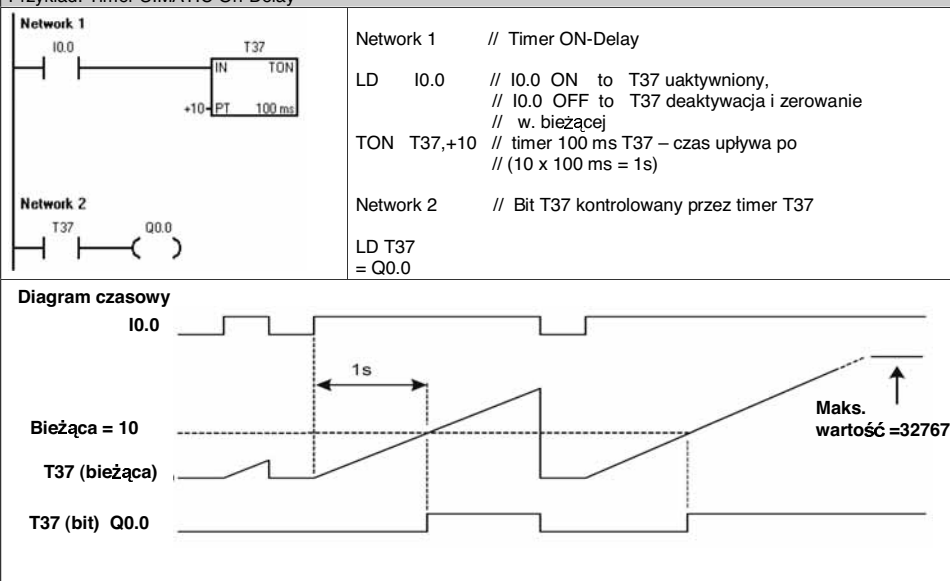 Przykład: Timer SIMATIC On-Delay
Network 1
I0.0
T37
IN TON
+10 PT 100 ms
Network 2
T37 Q0.0
Network 1 // Timer ON-Delay
LD I0.0 // I0.0 ON to T37 uaktywniony,
// I0.0 OFF to T37 deaktywacja i zerowanie
// w. bieżącej
TON T37,+10 // timer 100 ms T37 – czas upływa po
// (10 x 100 ms = 1s)
Network 2 // Bit T37 kontrolowany przez timer T37
LD T37
= Q0.0
Diagram czasowy
I0.0
1s
Bieżąca = 10
Maks.
wartość =32767
T37 (bieżąca)
T37 (bit) Q0.0